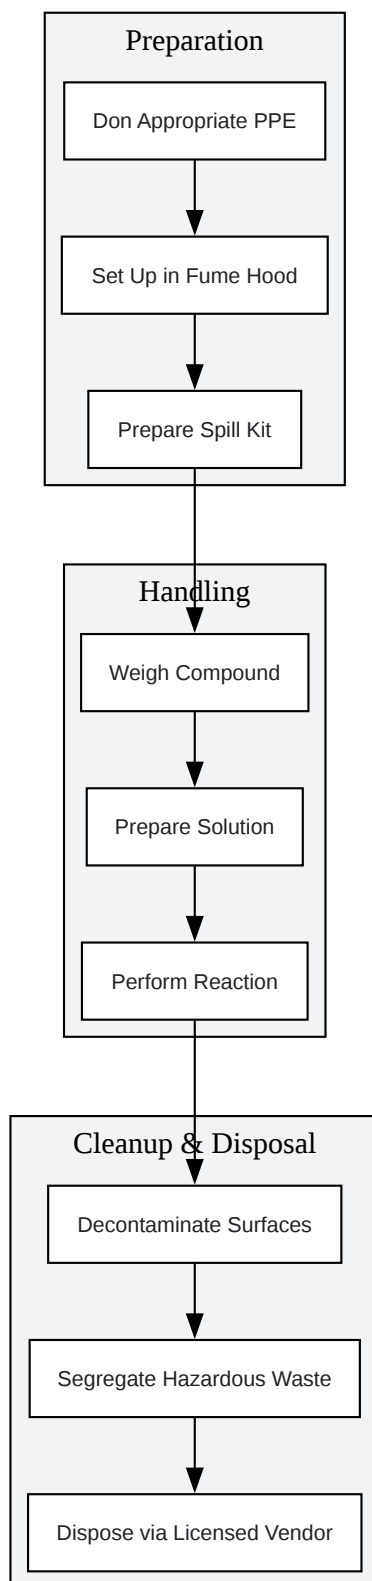 Preparation
Don Appropriate PPE
Set Up in Fume Hood
Prepare Spill Kit
Handling
Weigh Compound
Prepare Solution
Perform Reaction
Cleanup & Disposal
Decontaminate Surfaces
Segregate Hazardous Waste
Dispose via Licensed Vendor